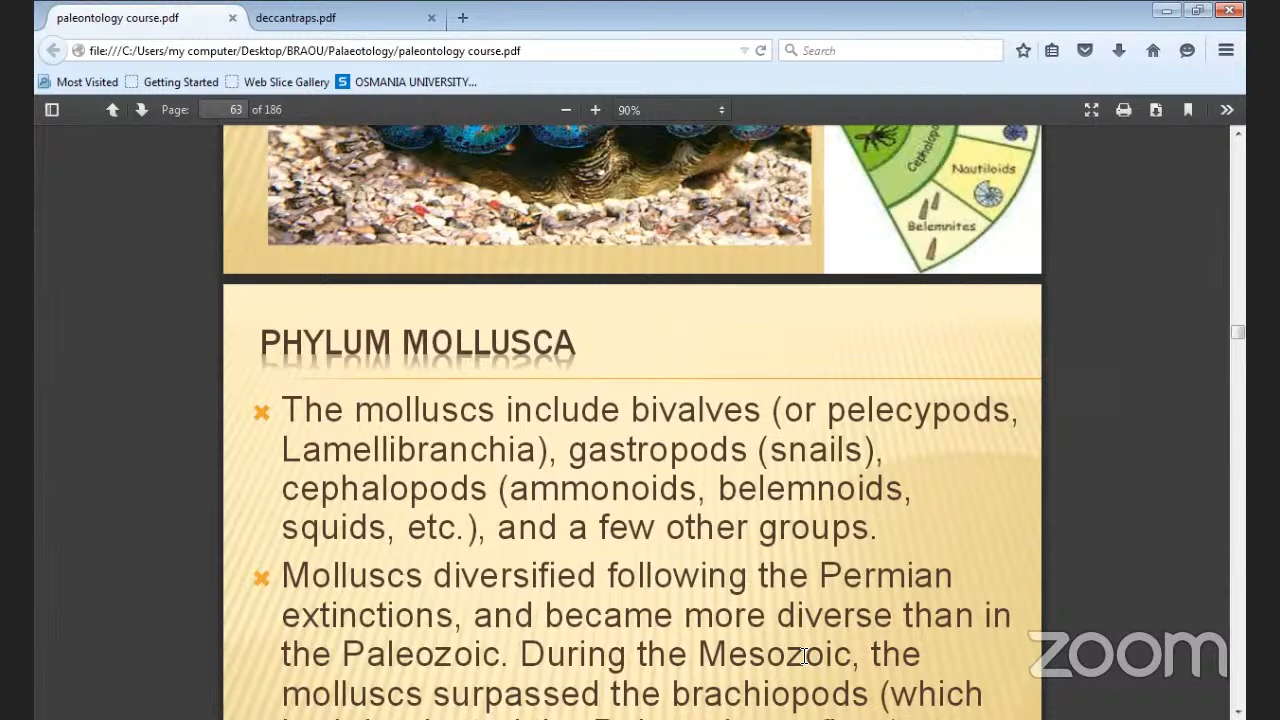 paleontology course.pdf
deccantraps.pdf
file:///C:/Users/my computer/Desktop/BRAOU/Palaeotology/paleontology course.pdf
Search
Most Visited
Getting Started
Web Slice Gallery
OSMANIA UNIVERSITY...
Page: 63 of 186
90%
Nautiloids
Belemnites
PHYLUM MOLLUSCA
The molluscs include bivalves (or pelecypods,
Lamellibranchia), gastropods (snails),
cephalopods (ammonoids, belemnoids,
squids, etc.), and a few other groups.
Molluscs diversified following the Permian
extinctions, and became more diverse than in
the Paleozoic. During the Mesozoic, the
molluscs surpassed the brachiopods (which
zoom